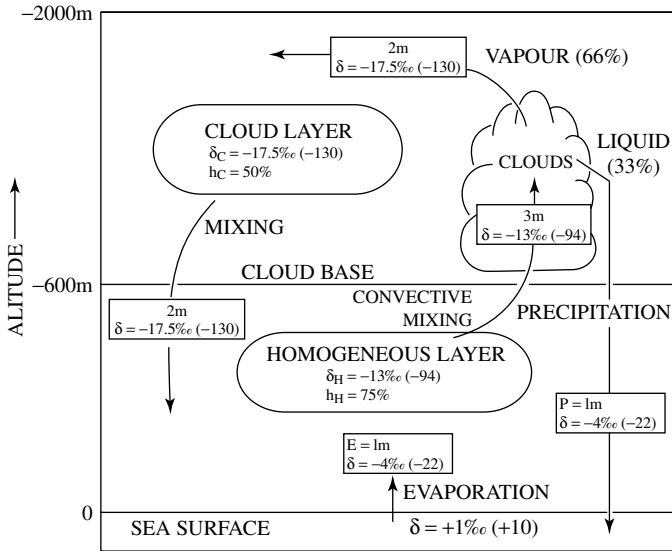 −2000m
2m
δ = −17.5‰ (−130)
VAPOUR (66%)
CLOUD LAYER
δC = −17.5‰ (−130)
hC = 50%
CLOUDS
LIQUID
(33%)
3m
δ = −13‰ (−94)
MIXING
ALITUDE
CLOUD BASE
−600m
CONVECTIVE
MIXING
PRECIPITATION
2m
δ = −17.5‰ (−130)
HOMOGENEOUS LAYER
δH = −13‰ (−94)
hH = 75%
P = lm
δ = −4‰ (−22)
E = lm
δ = −4‰ (−22)
EVAPORATION
0
SEA SURFACE
δ = +1‰ (+10)